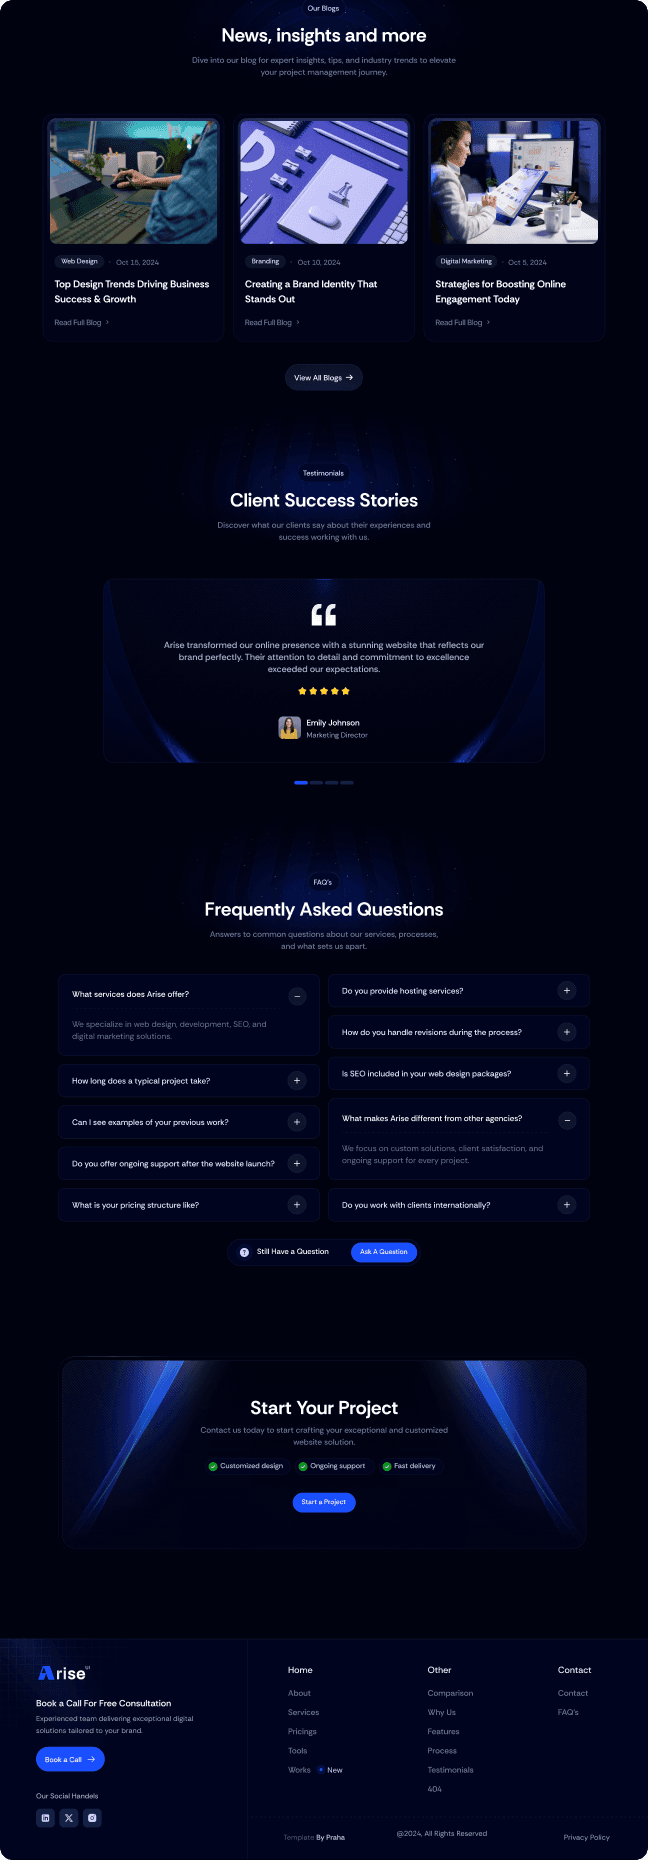 Our Blogs
News, insights and more
Dive into our blog for expert insights, tips, and industry trends to elevate
your project management journey.
Web Design · Oct 15, 2024
Top Design Trends Driving Business
Success & Growth
Read Full Blog >
Branding · Oct 10, 2024
Creating a Brand Identity That
Stands Out
Read Full Blog >
Digital Marketing · Oct 5, 2024
Strategies for Boosting Online
Engagement Today
Read Full Blog >
View All Blogs →
Testimonials
Client Success Stories
Discover what our clients say about their experiences and
success working with us.
Arise transformed our online presence with a stunning website that reflects our
brand perfectly. Their attention to detail and commitment to excellence
exceeded our expectations.
Emily Johnson
Marketing Director
FAQ's
Frequently Asked Questions
Answers to common questions about our services, processes,
and what sets us apart.
What services does Arise offer?
We specialize in web design, development, SEO, and
digital marketing solutions.
How long does a typical project take?
Can I see examples of your previous work?
Do you offer ongoing support after the website launch?
What is your pricing structure like?
Do you provide hosting services?
How do you handle revisions during the process?
Is SEO included in your web design packages?
What makes Arise different from other agencies?
We focus on custom solutions, client satisfaction, and
ongoing support for every project.
Do you work with clients internationally?
Still Have a Question
Ask A Question
Start Your Project
Contact us today to start crafting your exceptional and customized
website solution.
Customized design
Ongoing support
Fast delivery
Start a Project
Arise
Book a Call For Free Consultation
Experienced team delivering exceptional digital
solutions tailored to your brand.
Book a Call →
Our Social Handels
Home
About
Services
Pricings
Tools
Works New
Other
Comparison
Why Us
Features
Process
Testimonials
404
Contact
Contact
FAQ's
Template By Praha
@2024, All Rights Reserved
Privacy Policy